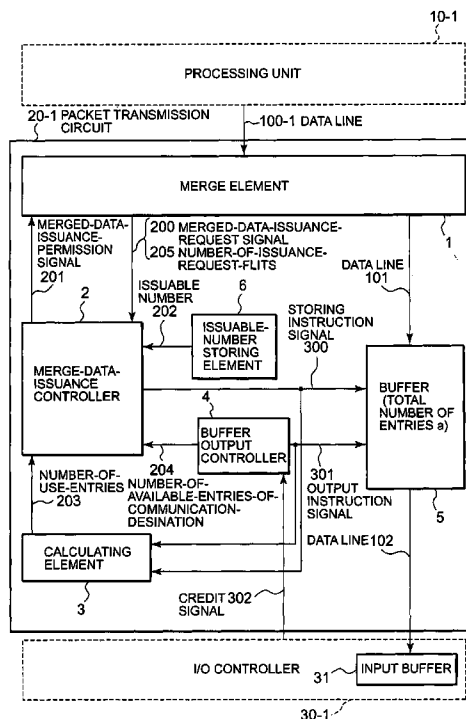 10-1
PROCESSING UNIT
20-1 PACKET TRANSMISSION
CIRCUIT
100-1 DATA LINE
MERGE ELEMENT
1
MERGED-DATA-
ISSUANCE-
PERMISSION
SIGNAL
201
200 MERGED-DATA-ISSUANCE-
REQUEST SIGNAL
205 NUMBER-OF-ISSUANCE-
REQUEST-FLITS
DATA LINE
101
2
ISSUABLE
NUMBER
202
6
ISSUABLE-
NUMBER
STORING
ELEMENT
STORING
INSTRUCTION
SIGNAL
300
MERGE-DATA-
ISSUANCE
CONTROLLER
BUFFER
(TOTAL
NUMBER OF
ENTRIES a)
4
BUFFER
OUTPUT
CONTROLLER
204
NUMBER-OF-
AVAILABLE-ENTRIES-OF-
COMMUNICATION-
DESINATION
301
OUTPUT
INSTRUCTION
SIGNAL
5
NUMBER-OF-
USE-ENTRIES
203
CALCULATING
ELEMENT
3
DATA LINE 102
CREDIT 302
SIGNAL
I/O CONTROLLER
31
INPUT BUFFER
30-1